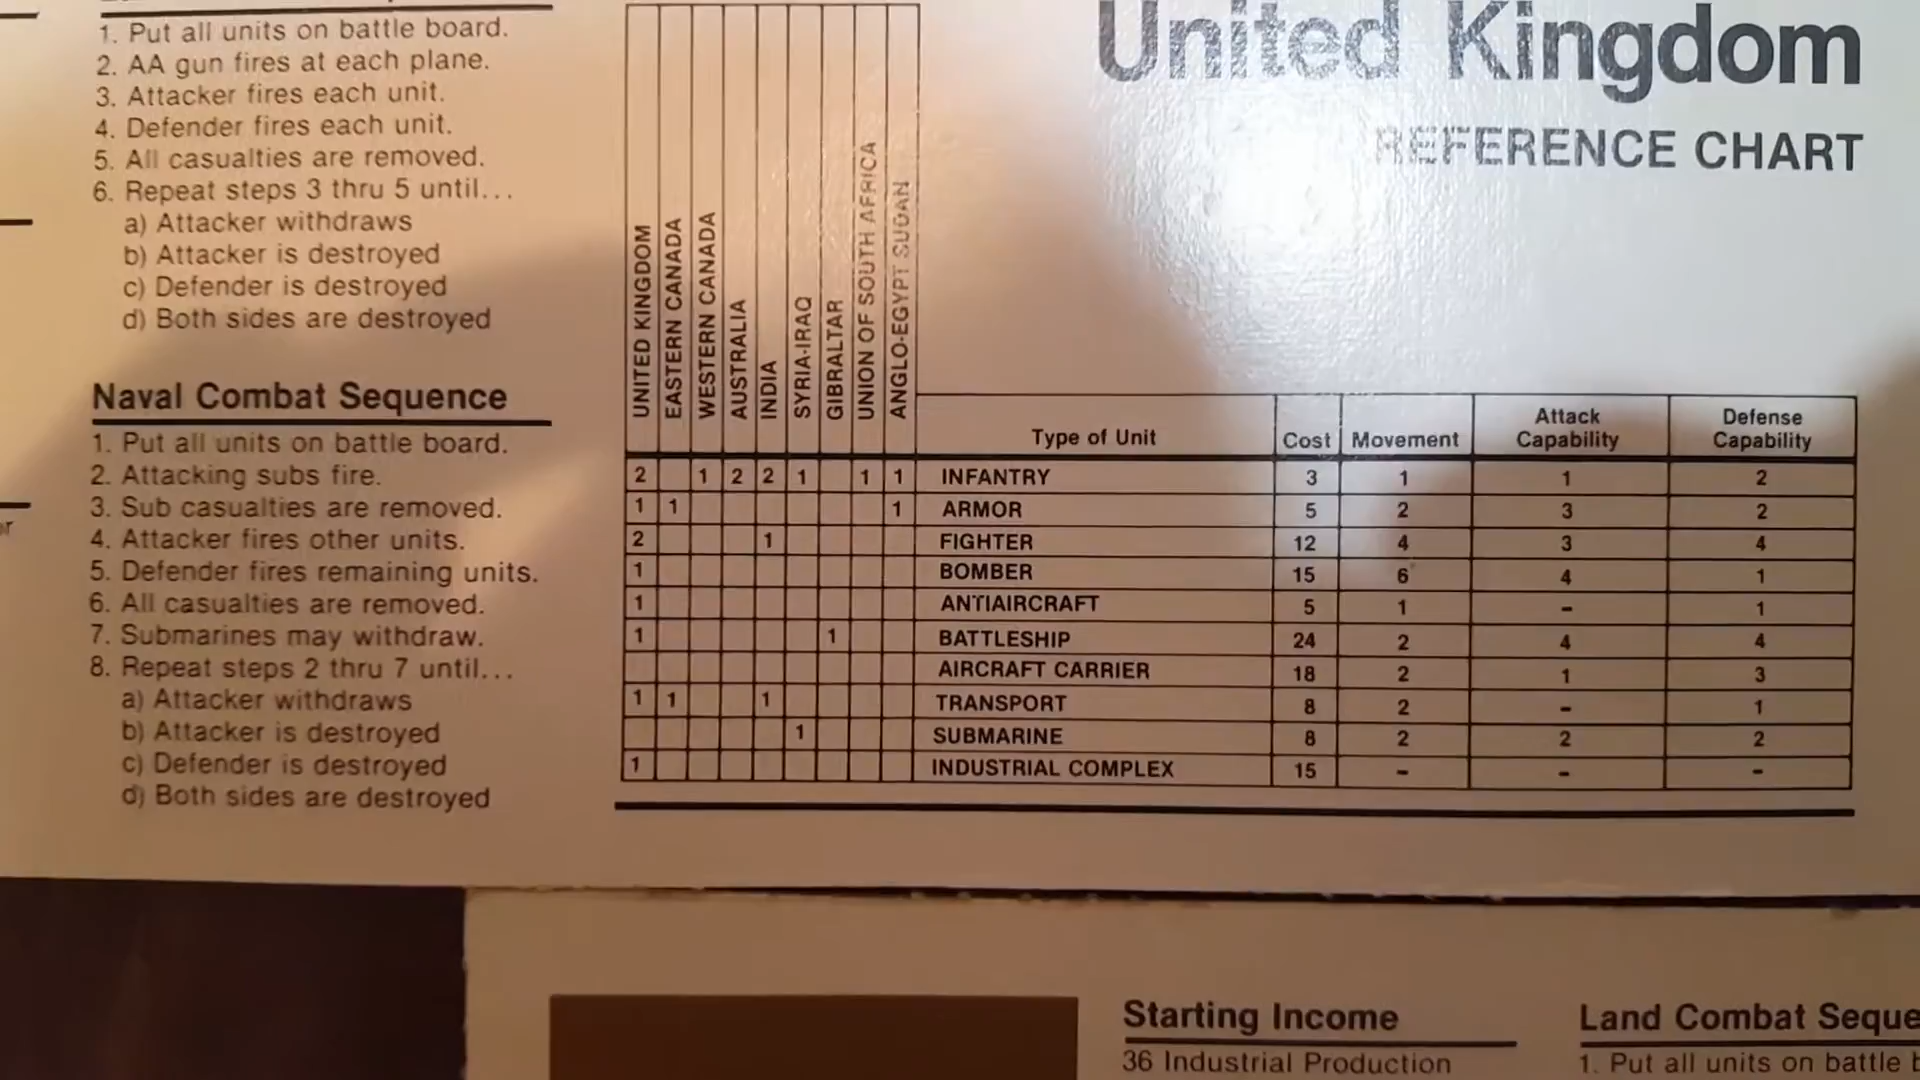 1. Put all units on battle board.
2. AA gun fires at each plane.
3. Attacker fires each unit.
4. Defender fires each unit.
5. All casualties are removed.
6. Repeat steps 3 thru 5 until...
a) Attacker withdraws
b) Attacker is destroyed
c) Defender is destroyed
d) Both sides are destroyed
Naval Combat Sequence
1. Put all units on battle board.
2. Attacking subs fire.
3. Sub casualties are removed.
4. Attacker fires other units.
5. Defender fires remaining units.
6. All casualties are removed.
7. Submarines may withdraw.
8. Repeat steps 2 thru 7 until...
a) Attacker withdraws
b) Attacker is destroyed
c) Defender is destroyed
d) Both sides are destroyed
United Kingdom
REFERENCE CHART
UNITED KINGDOM
EASTERN CANADA
WESTERN CANADA
AUSTRALIA
INDIA
SYRIA-IRAQ
GIBRALTAR
UNION OF SOUTH AFRICA
ANGLO-EGYPT SUDAN
Type of Unit Cost Movement Attack Capability Defense Capability
2 1 2 2 1 1 1 INFANTRY 3 1 1 2
1 1 1 ARMOR 5 2 3 2
2 1 FIGHTER 12 4 3 4
1 BOMBER 15 6 4 1
1 ANTIAIRCRAFT 5 1 - 1
1 1 BATTLESHIP 24 2 4 4
AIRCRAFT CARRIER 18 2 1 3
1 1 1 TRANSPORT 8 2 - 1
1 SUBMARINE 8 2 2 2
1 INDUSTRIAL COMPLEX 15 - - -
Starting Income
36 Industrial Production
Land Combat Seque
1. Put all units on battle b